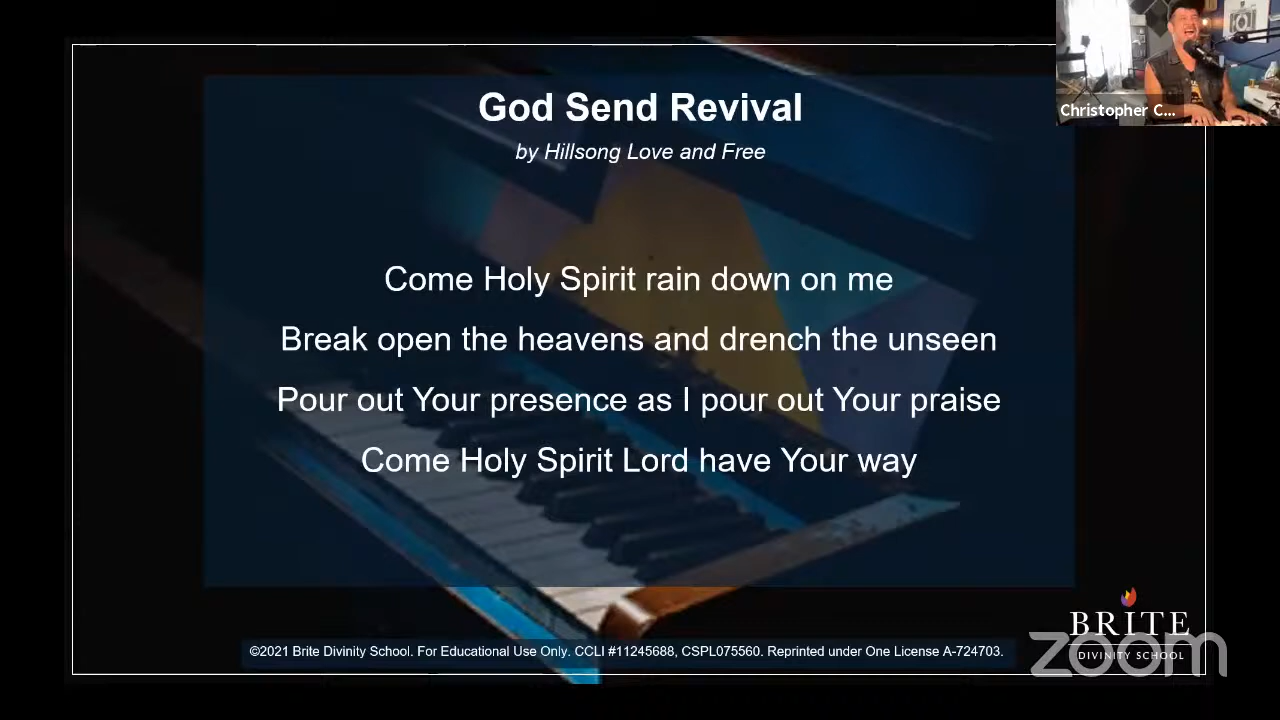 God Send Revival
by Hillsong Love and Free
Christopher C...
Come Holy Spirit rain down on me
Break open the heavens and drench the unseen
Pour out Your presence as I pour out Your praise
Come Holy Spirit Lord have Your way
©2021 Brite Divinity School. For Educational Use Only. CCLI #11245688, CSPL075560. Reprinted under One License A-724703.
BRITE
DIVINITY SCHOOL
zoom